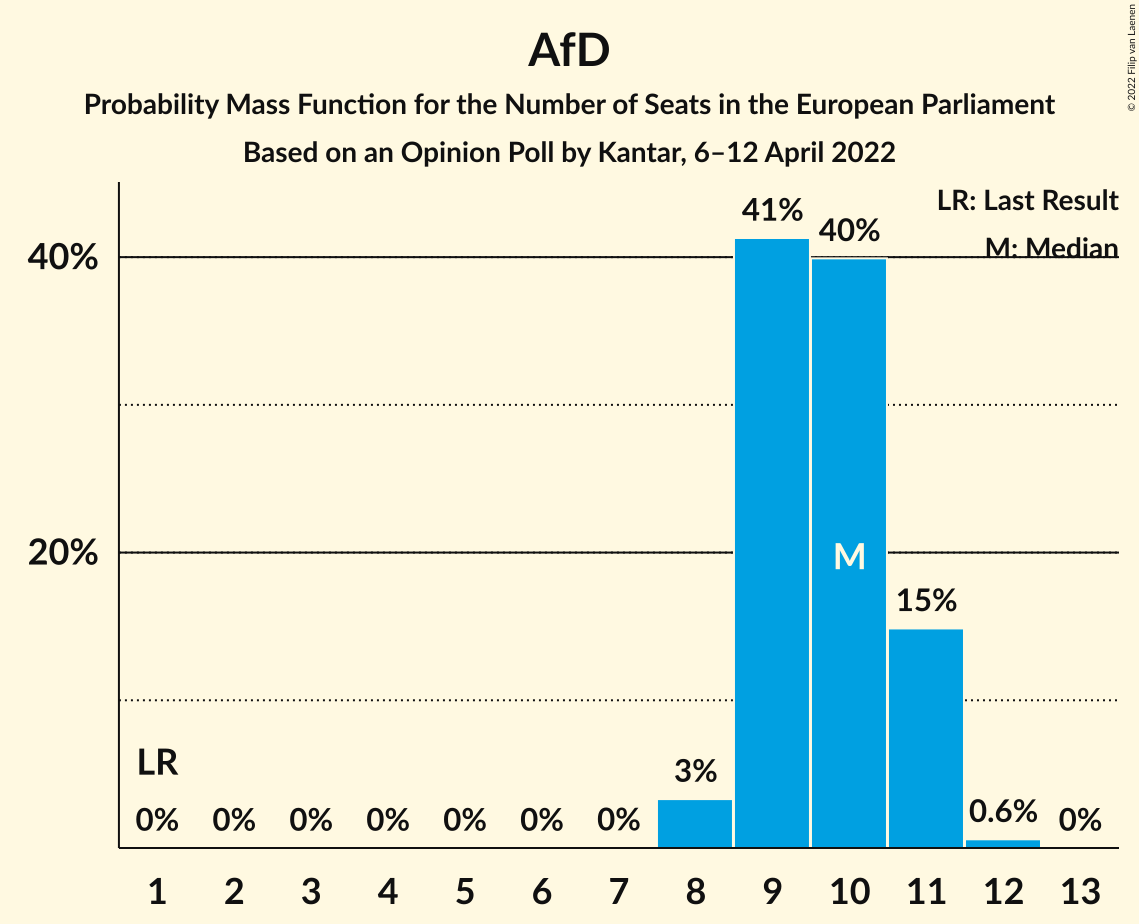 AfD
Probability Mass Function for the Number of Seats in the European Parliament
Based on an Opinion Poll by Kantar, 6–12 April 2022
© 2022 Filip van Laenen
LR: Last Result
M: Median
41%
40%
40%
20%
M
15%
LR
3%
0.6%
0% 0% 0% 0% 0% 0% 0% 0%
1 2 3 4 5 6 7 8 9 10 11 12 13